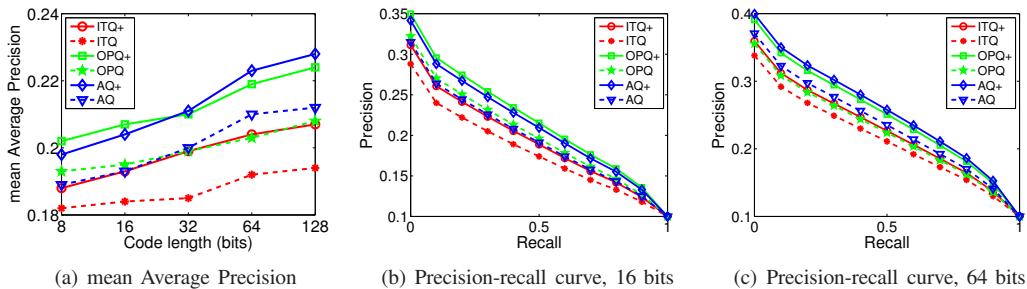 mean Average Precision
0.24
0.22
0.2
0.18
8
16
32
64
128
Code length (bits)
ITQ+
ITQ
OPQ+
OPQ
AQ+
AQ
(a) mean Average Precision
Precision
0.35
0.3
0.25
0.2
0.15
0.1
0
0.5
1
Recall
ITQ+
ITQ
OPQ+
OPQ
AQ+
AQ
(b) Precision-recall curve, 16 bits
Precision
0.4
0.3
0.2
0.1
0
0.5
1
Recall
ITQ+
ITQ
OPQ+
OPQ
AQ+
AQ
(c) Precision-recall curve, 64 bits